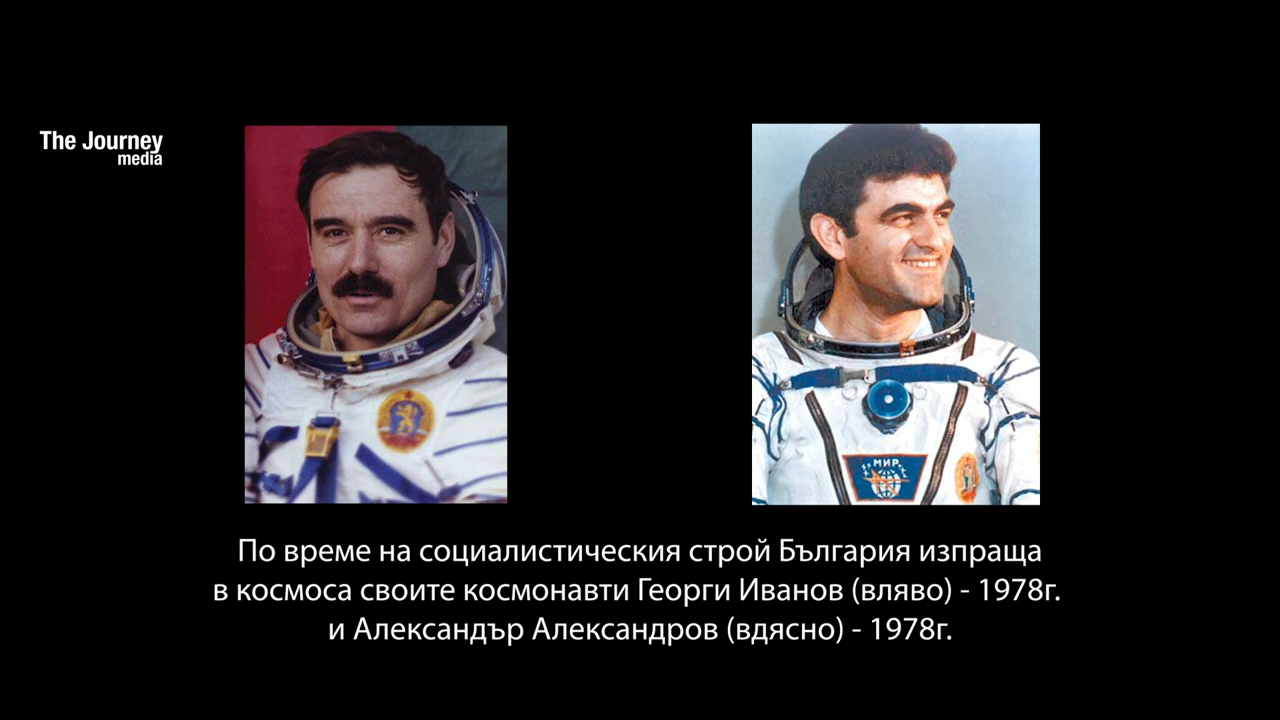 The Journey
media
МИР
По време на социалистическия строй България изпраща
в космоса своите космонавти Георги Иванов (вляво) - 1978г.
и Александър Александров (вдясно) - 1978г.